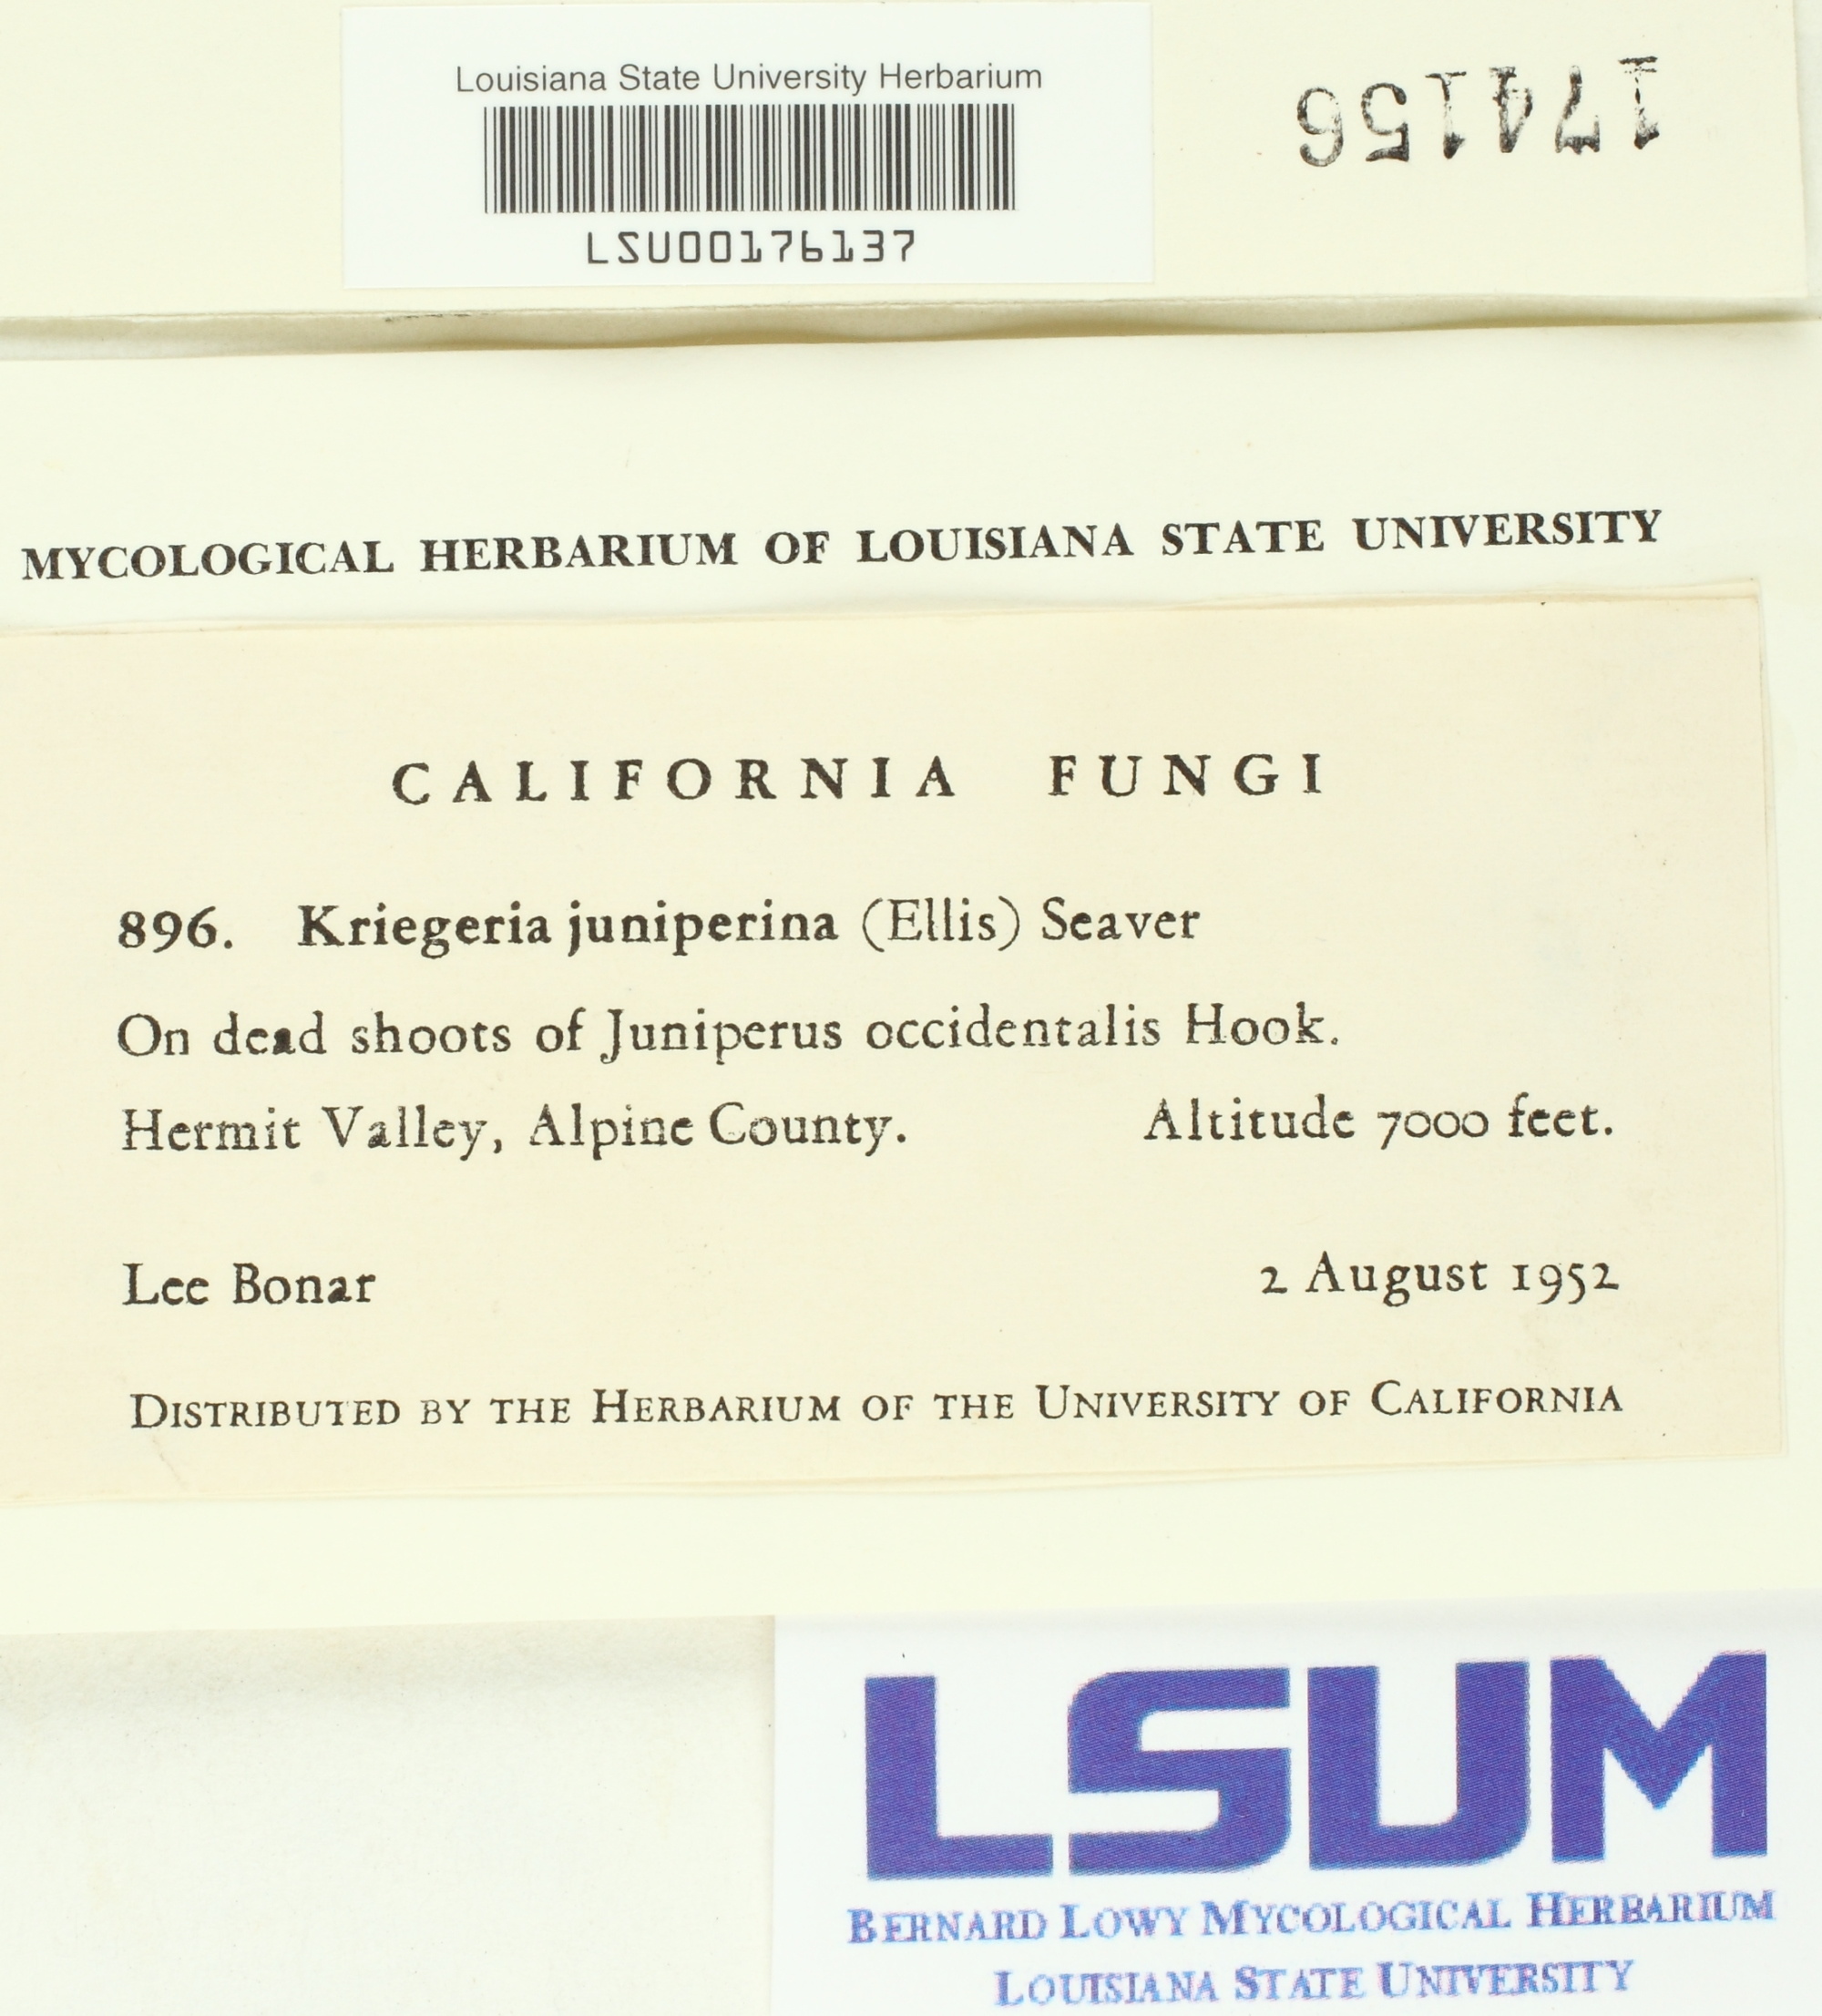 Louisiana State University Herbarium
LSU00176137
174156
MYCOLOGICAL HERBARIUM OF LOUISIANA STATE UNIVERSITY
CALIFORNIA FUNGI
896. Kriegeria juniperina (Ellis) Seaver
On dead shoots of Juniperus occidentalis Hook.
Hermit Valley, Alpine County. Altitude 7000 feet.
Lee Bonar 2 August 1952
DISTRIBUTED BY THE HERBARIUM OF THE UNIVERSITY OF CALIFORNIA
LSUM
BERNARD LOWY MYCOLOGICAL HERBARIUM
LOUISIANA STATE UNIVERSITY